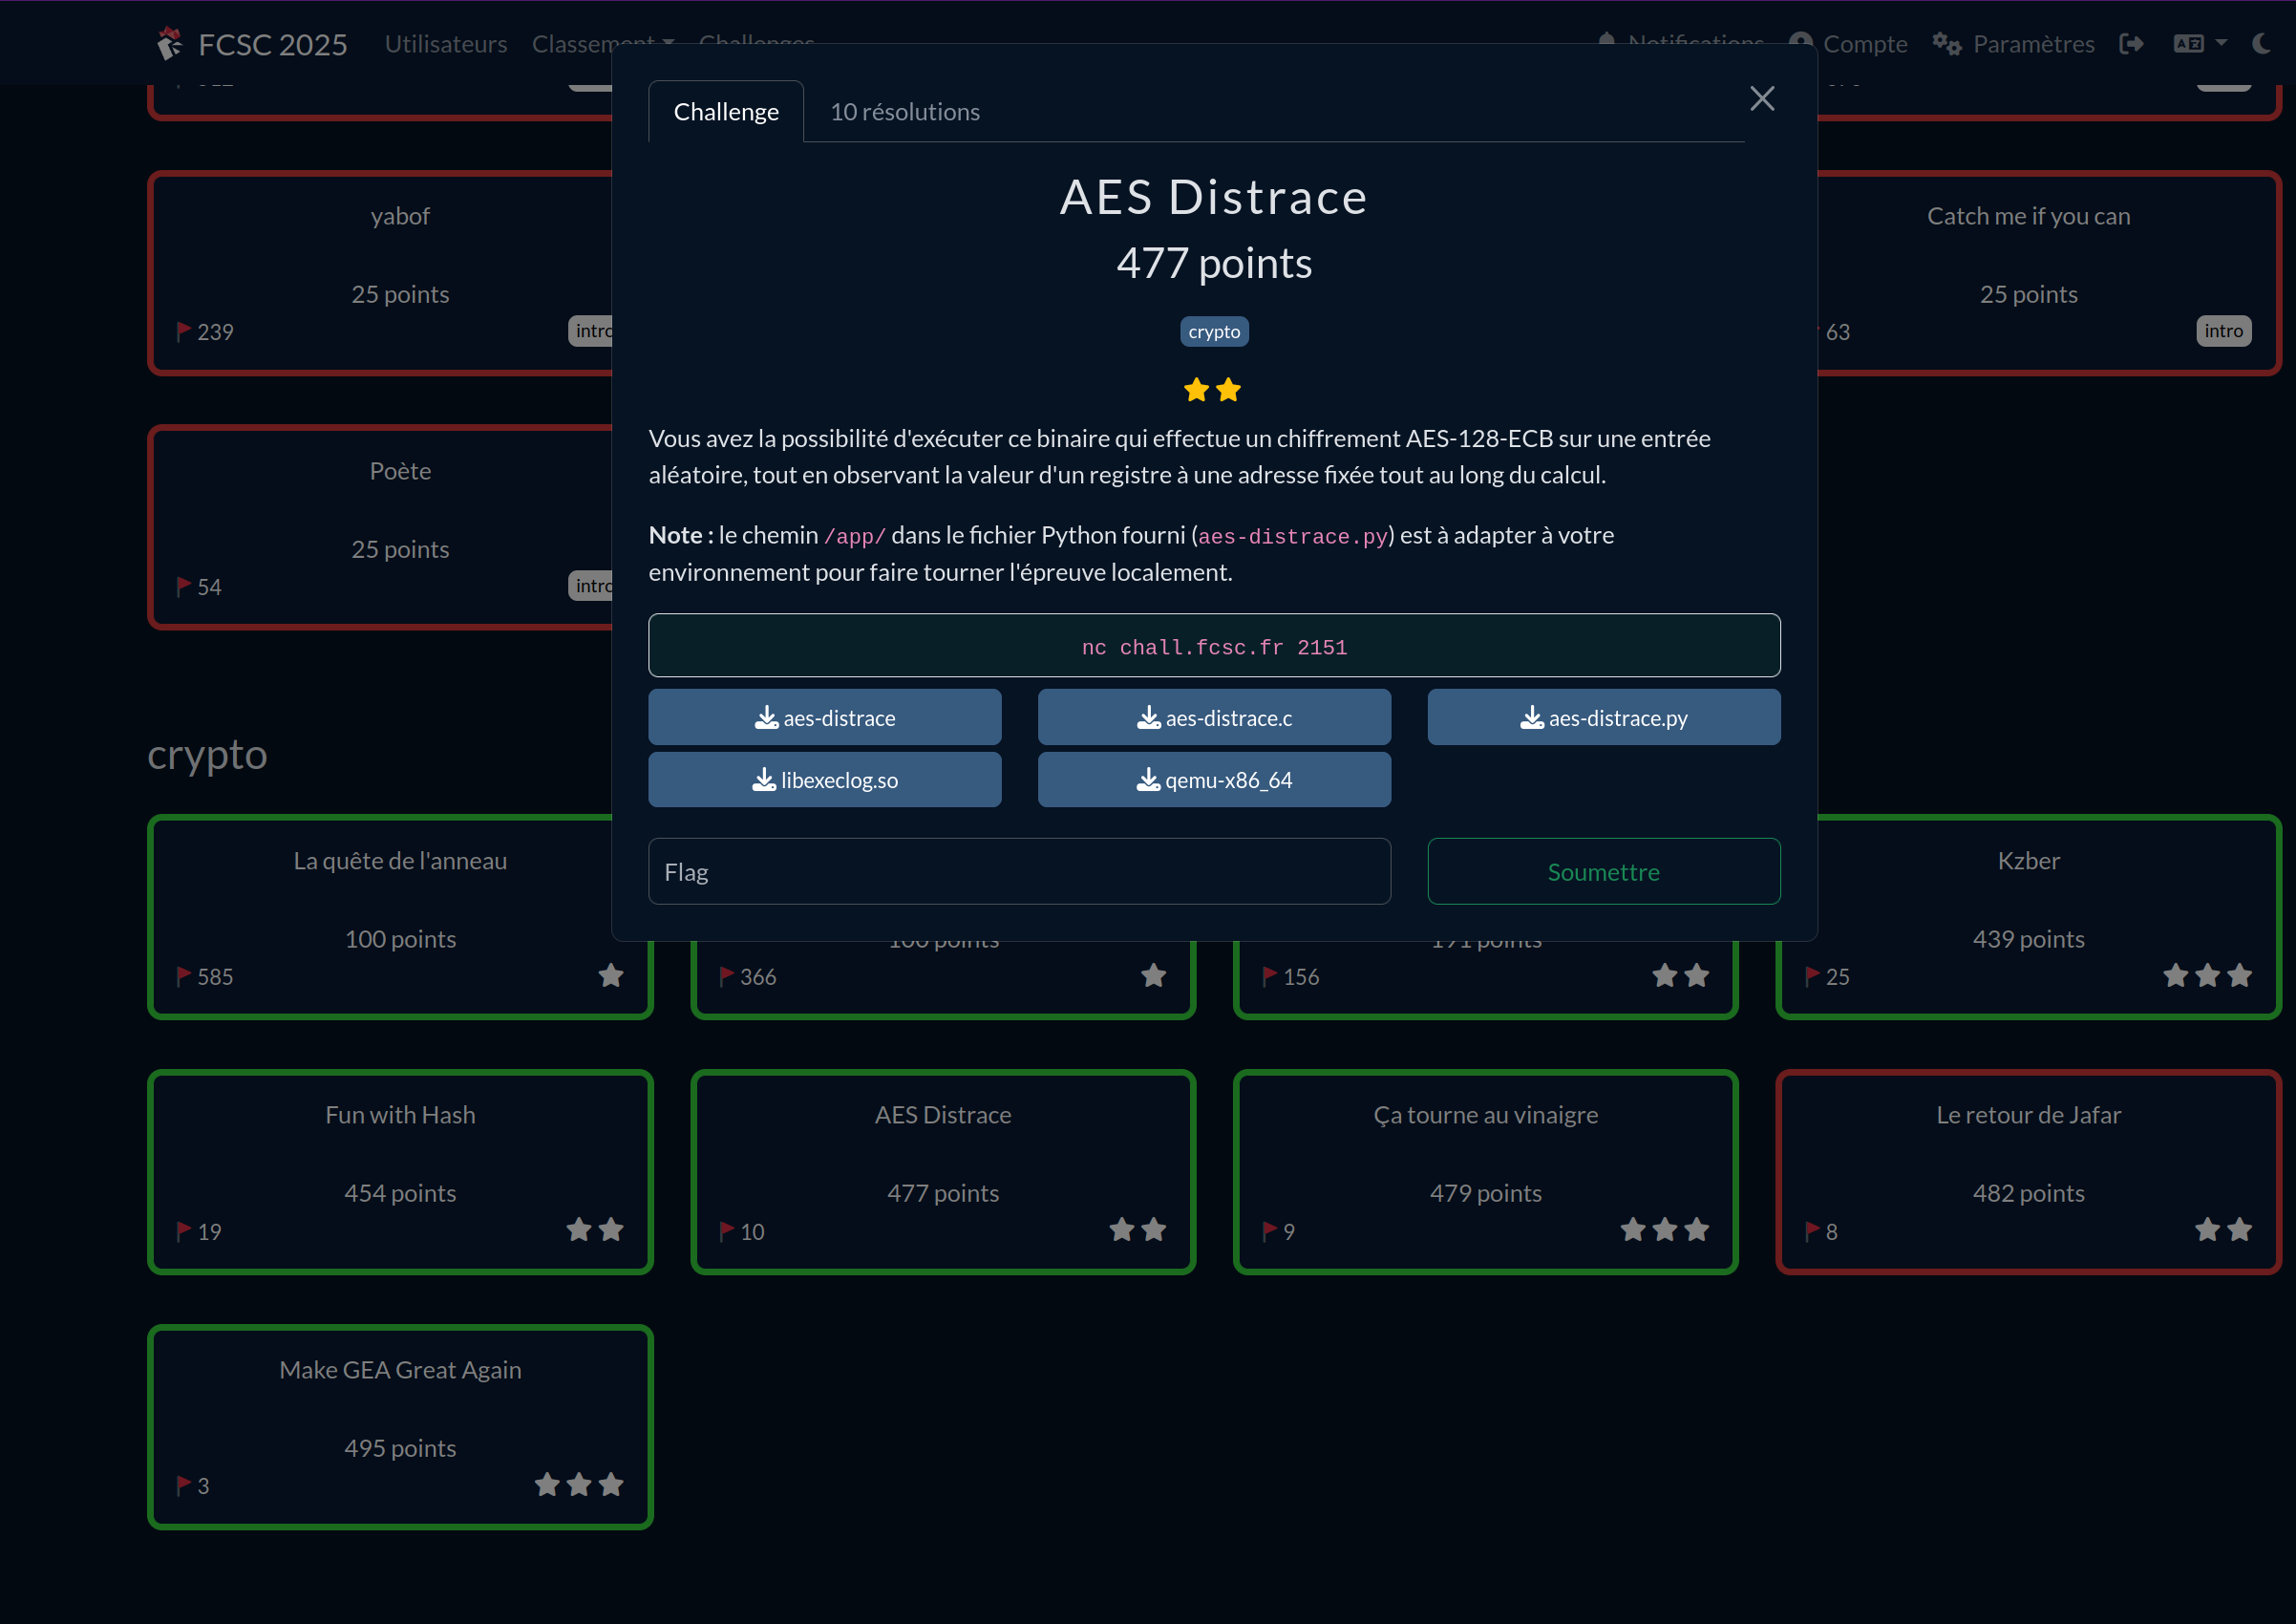 FCSC 2025 Utilisateurs Classement Challenges Notifications Compte Paramètres
Challenge 10 résolutions
AES Distrace
477 points
crypto
Vous avez la possibilité d'exécuter ce binaire qui effectue un chiffrement AES-128-ECB sur une entrée
aléatoire, tout en observant la valeur d'un registre à une adresse fixée tout au long du calcul.
Note : le chemin /app/ dans le fichier Python fourni (aes-distrace.py) est à adapter à votre
environnement pour faire tourner l'épreuve localement.
nc chall.fcsc.fr 2151
aes-distrace aes-distrace.c aes-distrace.py
libexeclog.so qemu-x86_64
Flag Soumettre
yabof
25 points
239 intro
Catch me if you can
25 points
63 intro
Poète
25 points
54 intro
crypto
La quête de l'anneau Kzber
100 points 100 points 191 points 439 points
585 366 156 25
Fun with Hash AES Distrace Ça tourne au vinaigre Le retour de Jafar
454 points 477 points 479 points 482 points
19 10 9 8
Make GEA Great Again
495 points
3